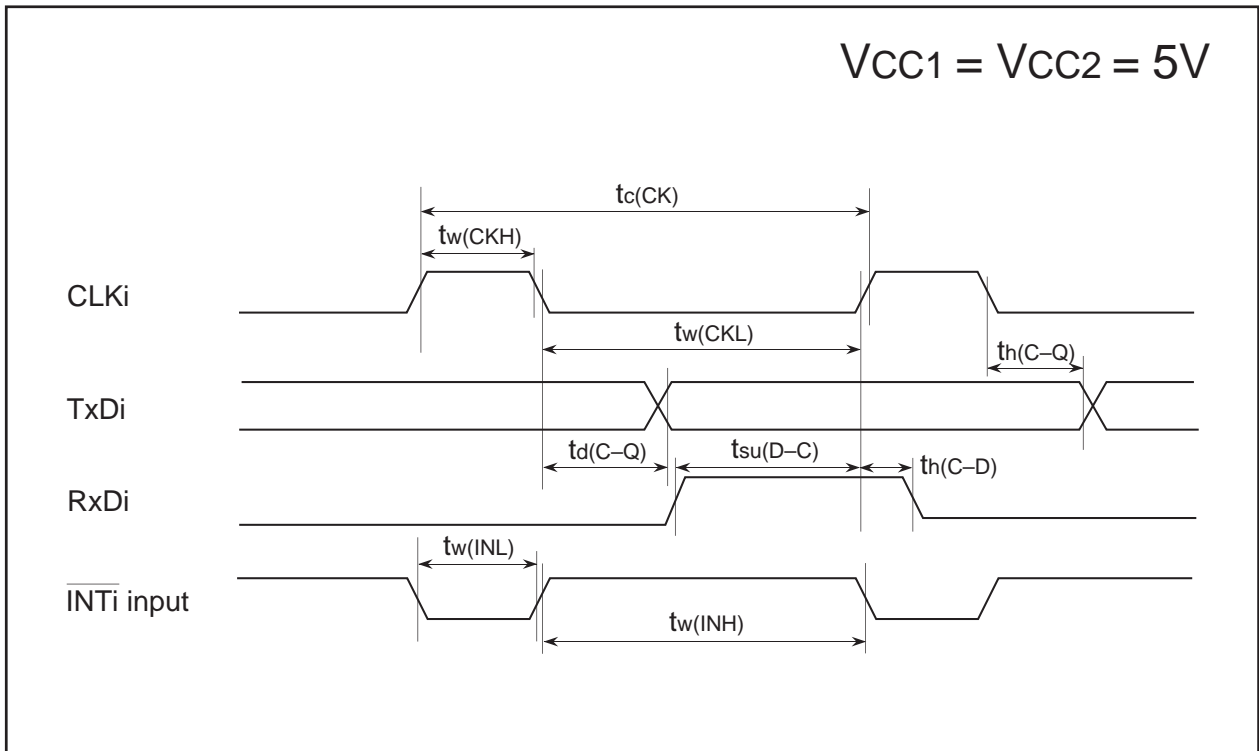 VCC1 = VCC2 = 5V
tc(CK)
tw(CKH)
CLKi
tw(CKL)
th(C–Q)
TxDi
td(C–Q)
tsu(D–C)
th(C–D)
RxDi
tw(INL)
INTi input
tw(INH)